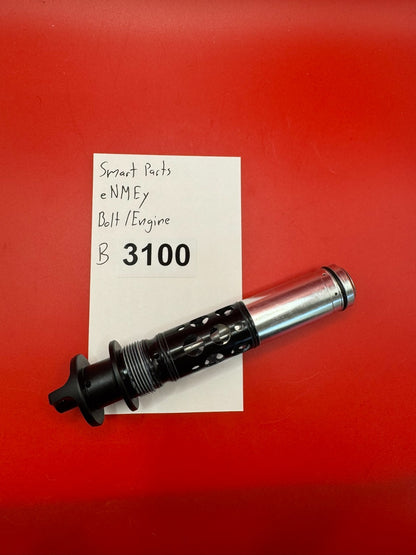 Smart Parts
eNMEy
Bolt/Engine
B 3100